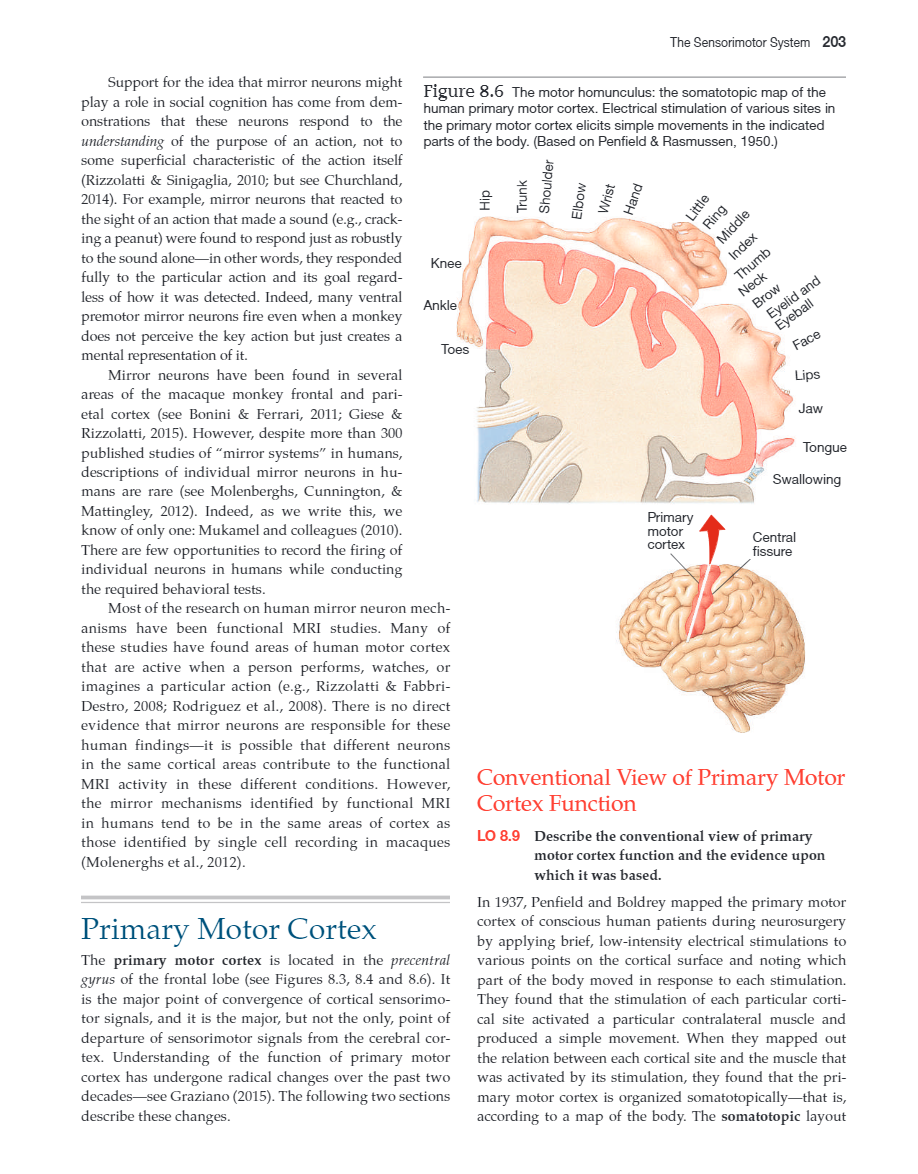 The Sensorimotor System 203
Support for the idea that mirror neurons might
play a role in social cognition has come from dem-
onstrations that these neurons respond to the
understanding of the purpose of an action, not to
some superficial characteristic of the action itself
(Rizzolatti & Sinigaglia, 2010; but see Churchland,
2014). For example, mirror neurons that reacted to
the sight of an action that made a sound (e.g., crack-
ing a peanut) were found to respond just as robustly
to the sound alone—in other words, they responded
fully to the particular action and its goal regard-
less of how it was detected. Indeed, many ventral
premotor mirror neurons fire even when a monkey
does not perceive the key action but just creates a
mental representation of it.
Mirror neurons have been found in several
areas of the macaque monkey frontal and pari-
etal cortex (see Bonini & Ferrari, 2011; Giese &
Rizzolatti, 2015). However, despite more than 300
published studies of “mirror systems” in humans,
descriptions of individual mirror neurons in hu-
mans are rare (see Molenberghs, Cunnington, &
Mattingley, 2012). Indeed, as we write this, we
know of only one: Mukamel and colleagues (2010).
There are few opportunities to record the firing of
individual neurons in humans while conducting
the required behavioral tests.
Most of the research on human mirror neuron mech-
anisms have been functional MRI studies. Many of
these studies have found areas of human motor cortex
that are active when a person performs, watches, or
imagines a particular action (e.g., Rizzolatti & Fabbri-
Destro, 2008; Rodriguez et al., 2008). There is no direct
evidence that mirror neurons are responsible for these
human findings—it is possible that different neurons
in the same cortical areas contribute to the functional
MRI activity in these different conditions. However,
the mirror mechanisms identified by functional MRI
in humans tend to be in the same areas of cortex as
those identified by single cell recording in macaques
(Molenerghs et al., 2012).
Primary Motor Cortex
The primary motor cortex is located in the precentral
gyrus of the frontal lobe (see Figures 8.3, 8.4 and 8.6). It
is the major point of convergence of cortical sensorimo-
tor signals, and it is the major, but not the only, point of
departure of sensorimotor signals from the cerebral cor-
tex. Understanding of the function of primary motor
cortex has undergone radical changes over the past two
decades—see Graziano (2015). The following two sections
describe these changes.
Figure 8.6 The motor homunculus: the somatotopic map of the
human primary motor cortex. Electrical stimulation of various sites in
the primary motor cortex elicits simple movements in the indicated
parts of the body. (Based on Penfield & Rasmussen, 1950.)
Hip
Trunk
Shoulder
Elbow
Wrist
Hand
Little
Ring
Middle
Index
Thumb
Neck
Brow
Eyelid and
Eyeball
Face
Lips
Jaw
Tongue
Swallowing
Knee
Ankle
Toes
Primary
motor
cortex
Central
fissure
Conventional View of Primary Motor
Cortex Function
LO 8.9 Describe the conventional view of primary
motor cortex function and the evidence upon
which it was based.
In 1937, Penfield and Boldrey mapped the primary motor
cortex of conscious human patients during neurosurgery
by applying brief, low-intensity electrical stimulations to
various points on the cortical surface and noting which
part of the body moved in response to each stimulation.
They found that the stimulation of each particular corti-
cal site activated a particular contralateral muscle and
produced a simple movement. When they mapped out
the relation between each cortical site and the muscle that
was activated by its stimulation, they found that the pri-
mary motor cortex is organized somatotopically—that is,
according to a map of the body. The somatotopic layout